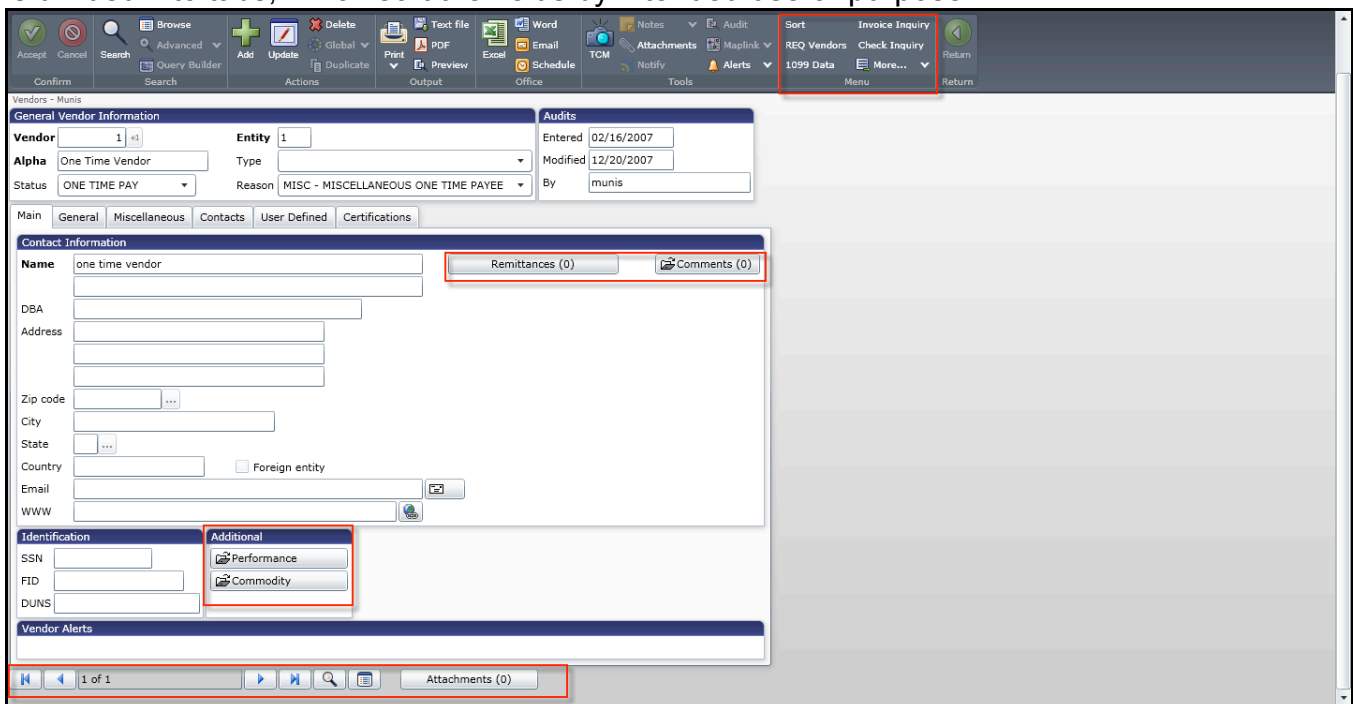 Browse Delete Text file Word Notes Audit Sort Invoice Inquiry
Accept Cancel Search Advanced Add Update Global Print PDF Excel Email TCM Attachments Maplink REQ Vendors Check Inquiry Return
Query Builder Duplicate Preview Schedule Notify Alerts 1099 Data More...
Confirm Search Actions Output Office Tools Menu Return
Vendors - Munis
General Vendor Information Audits
Vendor 1 +1 Entity 1 Entered 02/16/2007
Alpha One Time Vendor Type Modified 12/20/2007
Status ONE TIME PAY Reason MISC - MISCELLANEOUS ONE TIME PAYEE By munis
Main General Miscellaneous Contacts User Defined Certifications
Contact Information
Name one time vendor Remittances (0) Comments (0)
DBA
Address
Zip code ...
City
State ...
Country Foreign entity
Email
WWW
Identification Additional
SSN Performance
FID Commodity
DUNS
Vendor Alerts
1 of 1 Attachments (0)